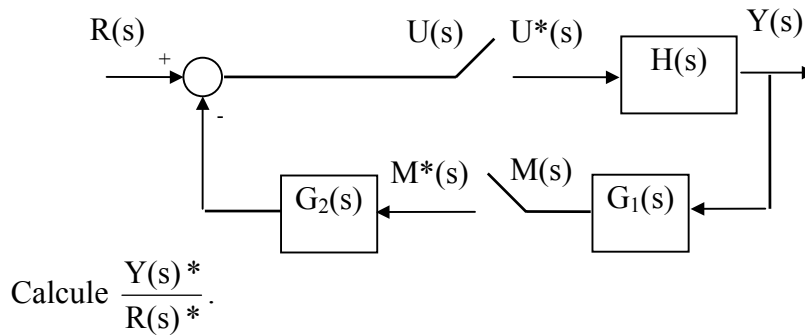 R(s) U(s) U*(s) Y(s)
+ H(s)
-
M*(s) M(s)
G₂(s) G₁(s)
Calcule Y(s)*/R(s)*.